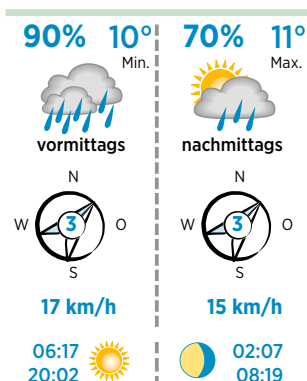 90% 10°
Min.
vormittags
N
W 3 O
S
17 km/h
06:17
20:02
70% 11°
Max.
nachmittags
N
W 3 O
S
15 km/h
02:07
08:19